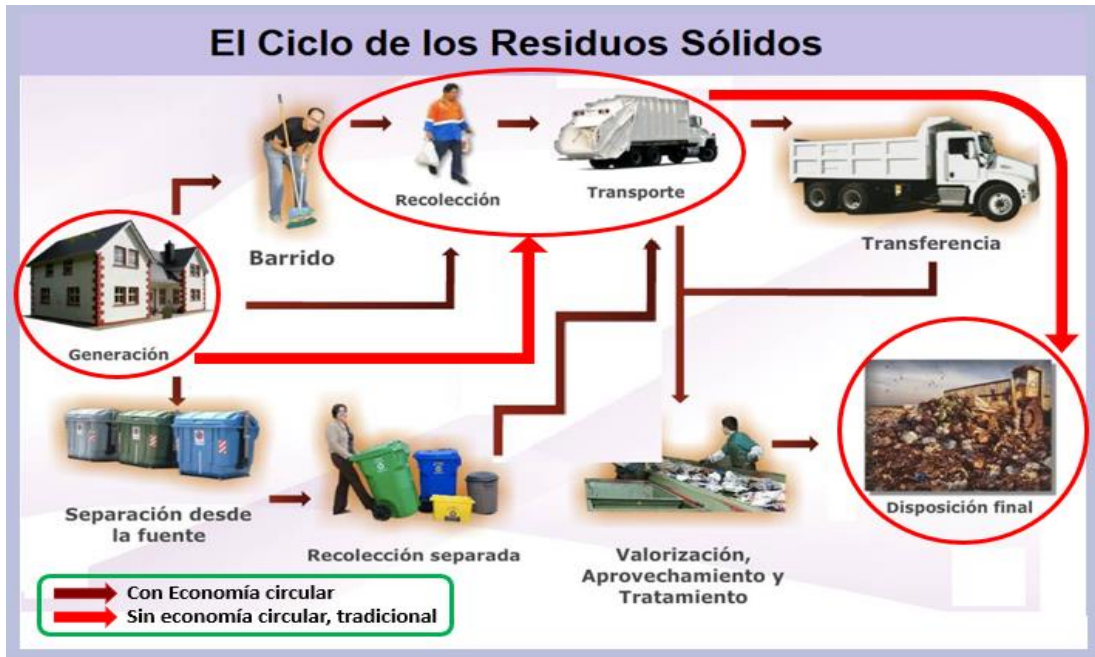 El Ciclo de los Residuos Sólidos
Recolección
Transporte
Barrido
Transferencia
Generación
Separación desde
la fuente
Recolección separada
Valorización,
Aprovechamiento y
Tratamiento
Disposición final
Con Economía circular
Sin economía circular, tradicional